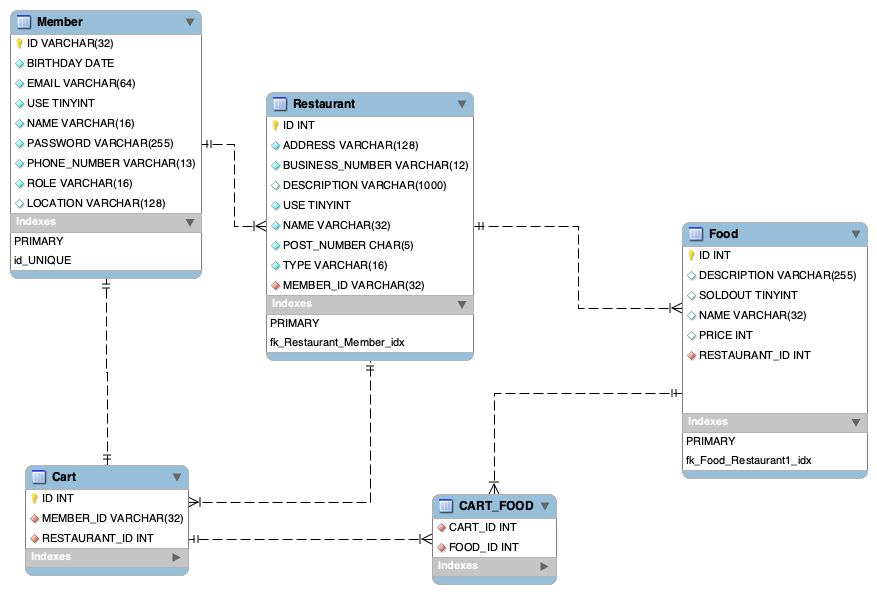 Member
ID VARCHAR(32)
BIRTHDAY DATE
EMAIL VARCHAR(64)
USE TINYINT
NAME VARCHAR(16)
PASSWORD VARCHAR(255)
PHONE_NUMBER VARCHAR(13)
ROLE VARCHAR(16)
LOCATION VARCHAR(128)
Indexes
PRIMARY
id_UNIQUE
Restaurant
ID INT
ADDRESS VARCHAR(128)
BUSINESS_NUMBER VARCHAR(12)
DESCRIPTION VARCHAR(1000)
USE TINYINT
NAME VARCHAR(32)
POST_NUMBER CHAR(5)
TYPE VARCHAR(16)
MEMBER_ID VARCHAR(32)
Indexes
PRIMARY
fk_Restaurant_Member_idx
Food
ID INT
DESCRIPTION VARCHAR(255)
SOLDOUT TINYINT
NAME VARCHAR(32)
PRICE INT
RESTAURANT_ID INT
Indexes
PRIMARY
fk_Food_Restaurant1_idx
Cart
ID INT
MEMBER_ID VARCHAR(32)
RESTAURANT_ID INT
Indexes
CART_FOOD
CART_ID INT
FOOD_ID INT
Indexes